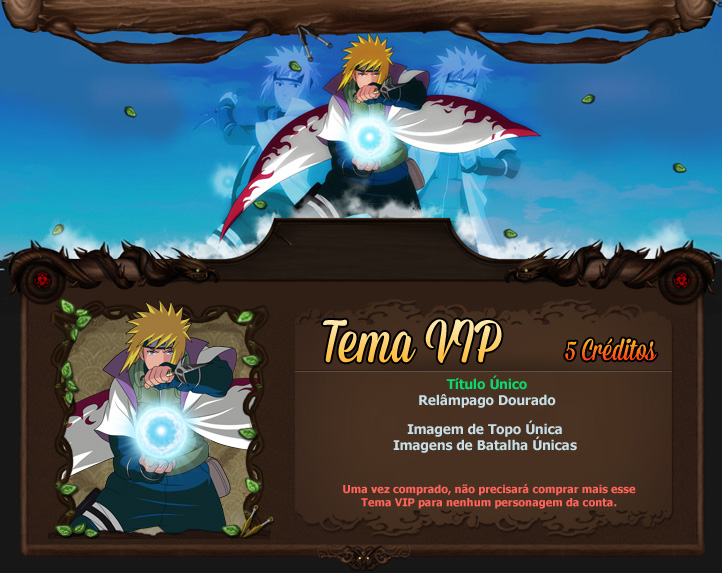 Tema VIP
5 Créditos
Título Único
Relâmpago Dourado
Imagem de Topo Única
Imagens de Batalha Únicas
Uma vez comprado, não precisará comprar mais esse
Tema VIP para nenhum personagem da conta.